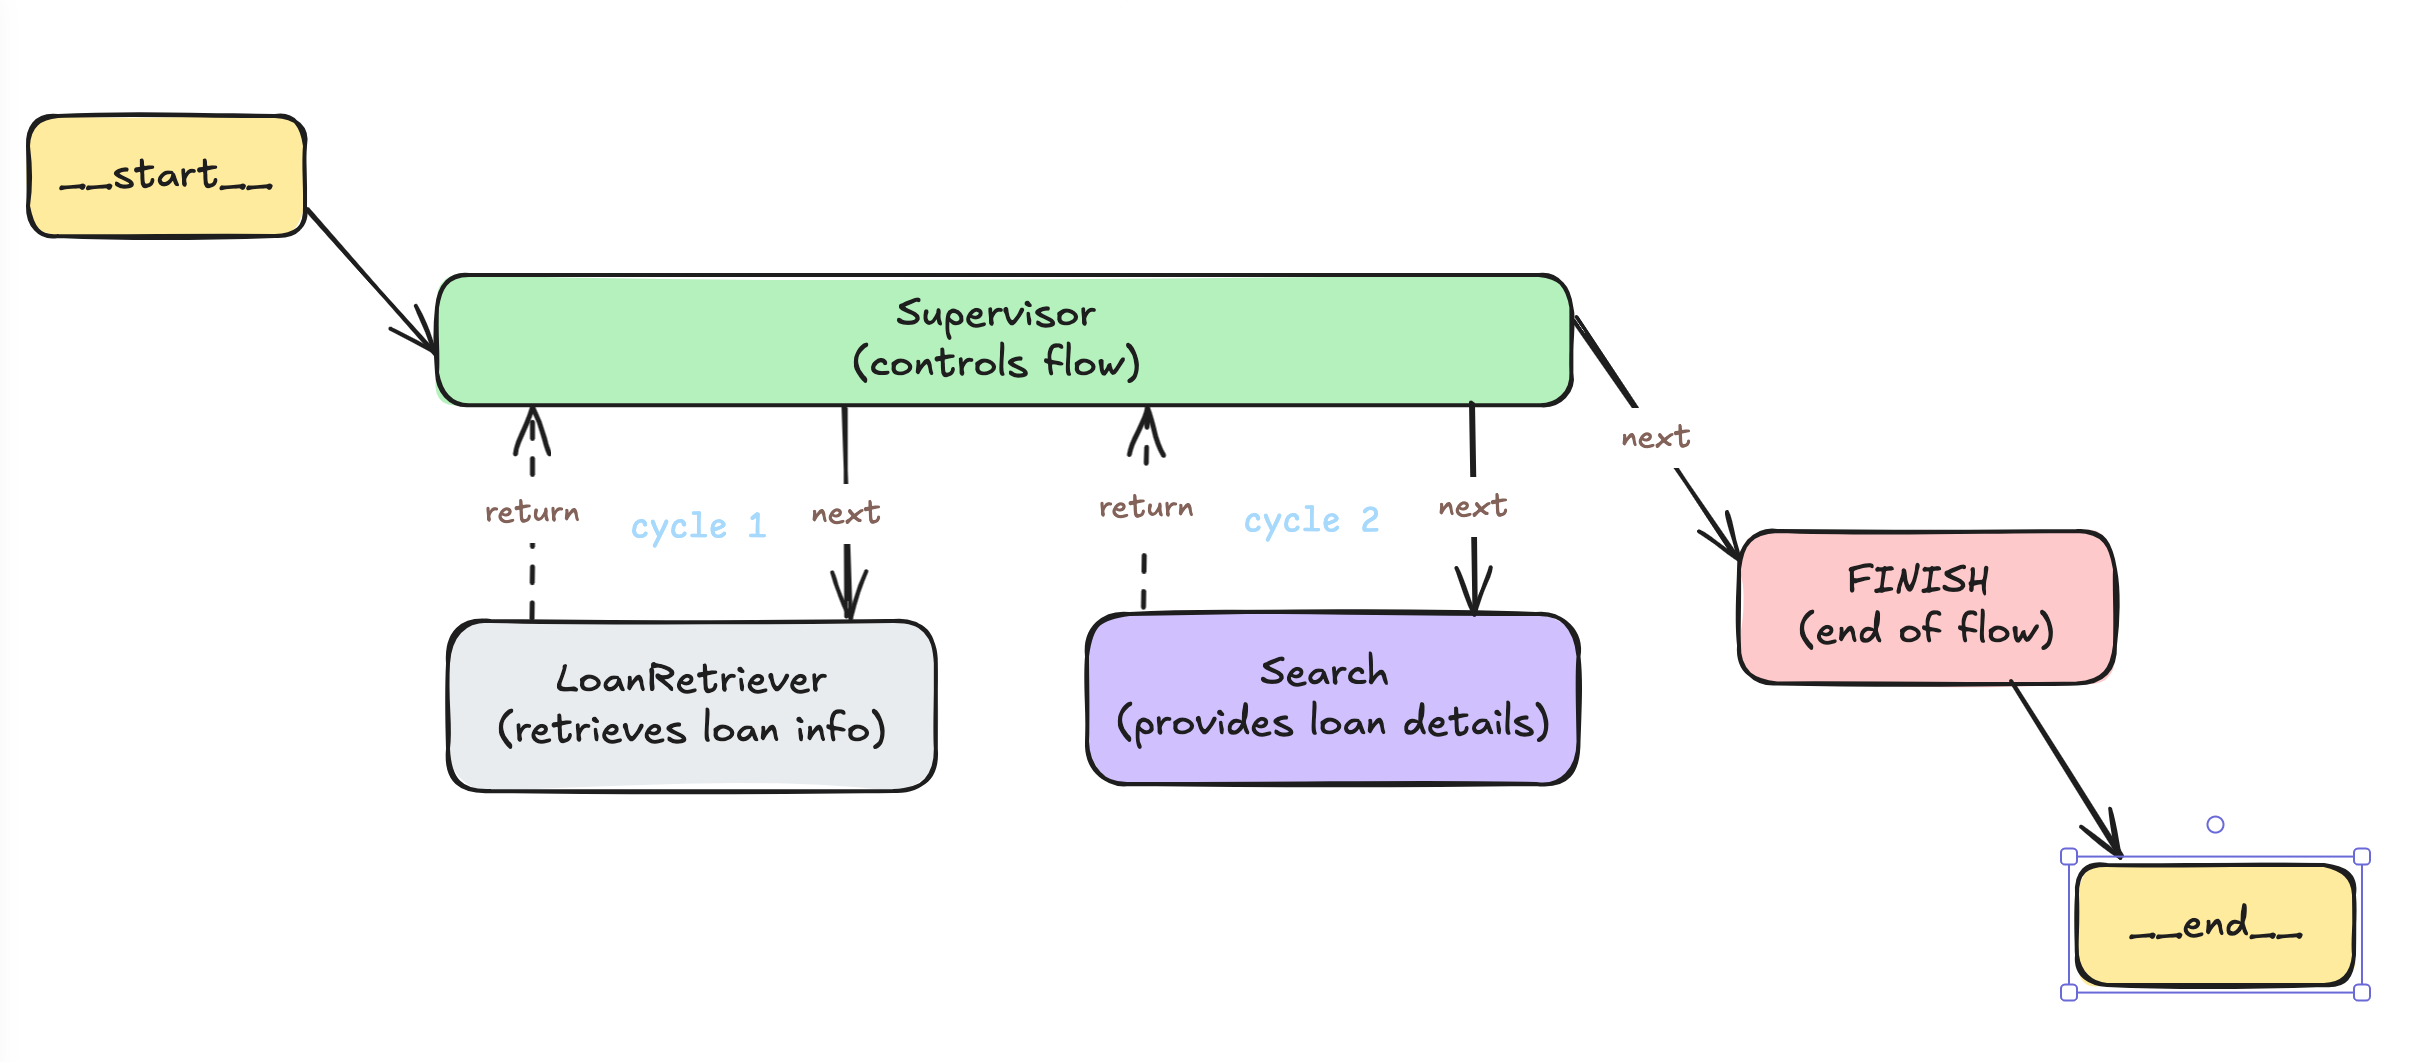 __start__
Supervisor
(controls flow)
next
return
cycle 1
next
return
cycle 2
next
FINISH
(end of flow)
LoanRetriever
(retrieves loan info)
Search
(provides loan details)
__end__